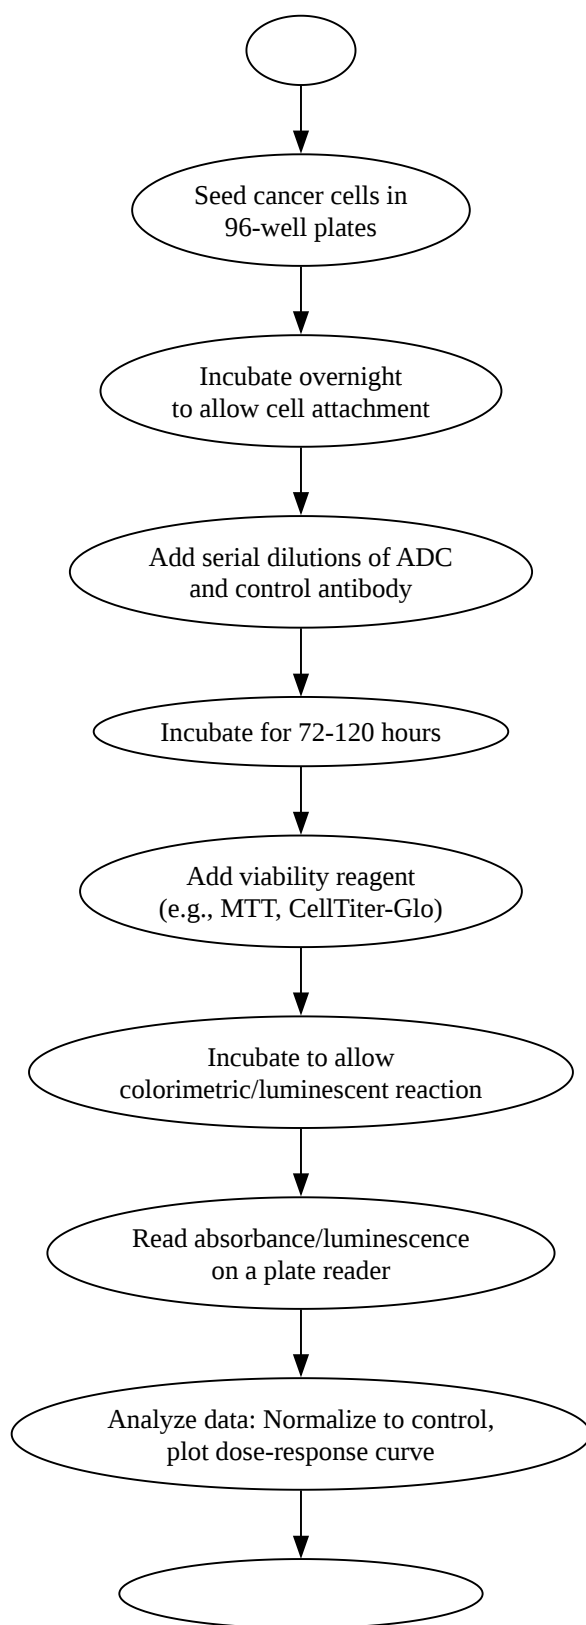 Seed cancer cells in
96-well plates
Incubate overnight
to allow cell attachment
Add serial dilutions of ADC
and control antibody
Incubate for 72-120 hours
Add viability reagent
(e.g., MTT, CellTiter-Glo)
Incubate to allow
colorimetric/luminescent reaction
Read absorbance/luminescence
on a plate reader
Analyze data: Normalize to control,
plot dose-response curve